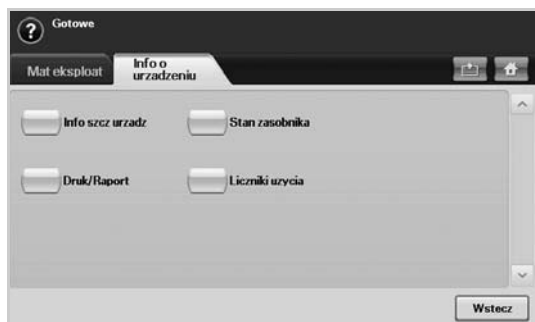 ? Gotowe
Mat eksploat
Info o
urzadzeniu
Info szcz urzadz
Stan zasobnika
Druk/Raport
Liczniki uzycia
Wstecz